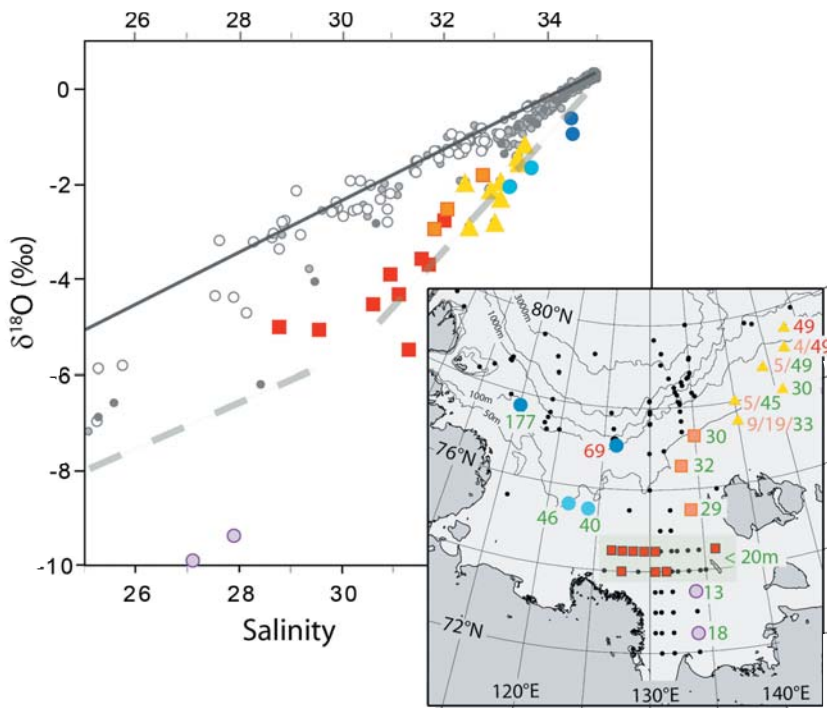 26 28 30 32 34
0
-2
-4
-6
-8
-10
δ¹⁸O (‰)
26 28 30
Salinity
80°N
3000m
1000m
100m
50m
76°N
72°N
49
4/49
5/49
30
5/45
9/19/33
177
69
30
32
46
40
29
< 20m
13
18
120°E 130°E 140°E